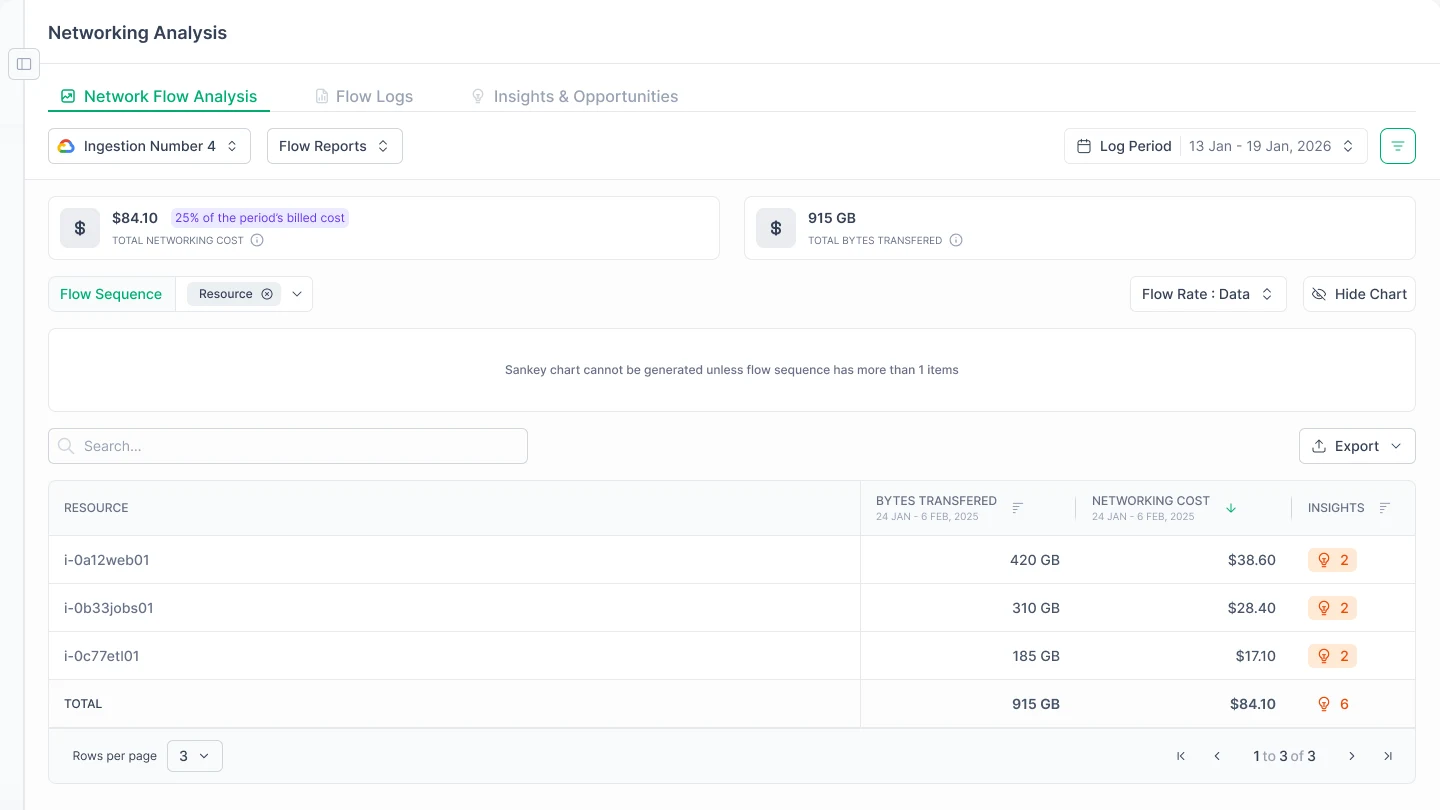 Networking Analysis
Network Flow Analysis
Flow Logs
Insights & Opportunities
Ingestion Number 4
Flow Reports
Log Period
13 Jan - 19 Jan, 2026
$
$84.10
25% of the period's billed cost
TOTAL NETWORKING COST
$
915 GB
TOTAL BYTES TRANSFERED
Flow Sequence
Resource
Flow Rate : Data
Hide Chart
Sankey chart cannot be generated unless flow sequence has more than 1 items
Search...
Export
RESOURCE
BYTES TRANSFERED
24 JAN - 6 FEB, 2025
NETWORKING COST
24 JAN - 6 FEB, 2025
INSIGHTS
i-0a12web01
420 GB
$38.60
2
i-0b33jobs01
310 GB
$28.40
2
i-0c77etl01
185 GB
$17.10
2
TOTAL
915 GB
$84.10
6
Rows per page
3
1 to 3 of 3